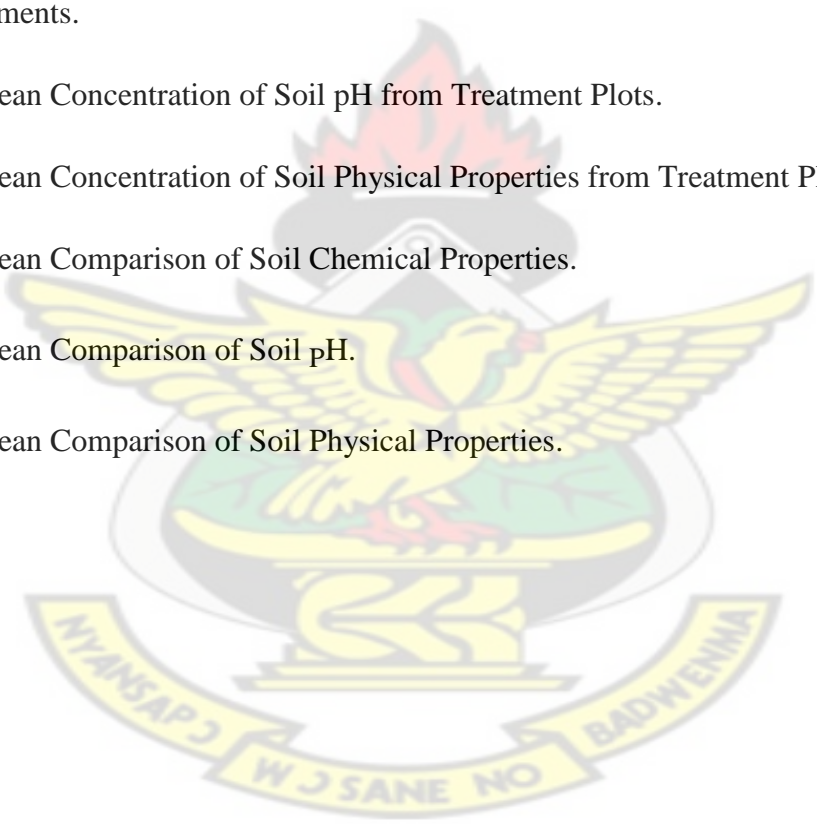 ments.
ean Concentration of Soil pH from Treatment Plots.
ean Concentration of Soil Physical Properties from Treatment Pl
ean Comparison of Soil Chemical Properties.
ean Comparison of Soil pH.
ean Comparison of Soil Physical Properties.
NYANSAPƆ WƆSANE NO BADWENMA